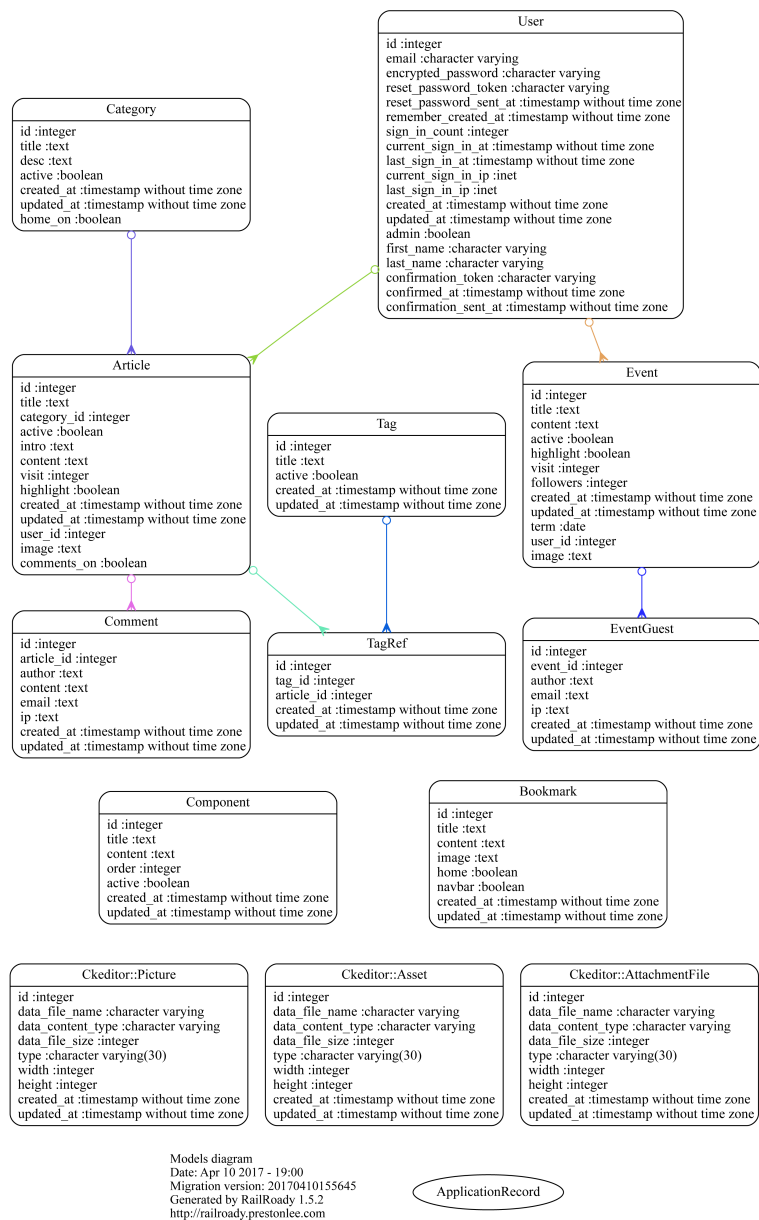 User
id :integer
email :character varying
encrypted_password :character varying
reset_password_token :character varying
reset_password_sent_at :timestamp without time zone
remember_created_at :timestamp without time zone
sign_in_count :integer
current_sign_in_at :timestamp without time zone
last_sign_in_at :timestamp without time zone
current_sign_in_ip :inet
last_sign_in_ip :inet
created_at :timestamp without time zone
updated_at :timestamp without time zone
admin :boolean
first_name :character varying
last_name :character varying
confirmation_token :character varying
confirmed_at :timestamp without time zone
confirmation_sent_at :timestamp without time zone
Category
id :integer
title :text
desc :text
active :boolean
created_at :timestamp without time zone
updated_at :timestamp without time zone
home_on :boolean
Article
id :integer
title :text
category_id :integer
active :boolean
intro :text
content :text
visit :integer
highlight :boolean
created_at :timestamp without time zone
updated_at :timestamp without time zone
user_id :integer
image :text
comments_on :boolean
Tag
id :integer
title :text
active :boolean
created_at :timestamp without time zone
updated_at :timestamp without time zone
Event
id :integer
title :text
content :text
active :boolean
highlight :boolean
visit :integer
followers :integer
created_at :timestamp without time zone
updated_at :timestamp without time zone
term :date
user_id :integer
image :text
Comment
id :integer
article_id :integer
author :text
content :text
email :text
ip :text
created_at :timestamp without time zone
updated_at :timestamp without time zone
TagRef
id :integer
tag_id :integer
article_id :integer
created_at :timestamp without time zone
updated_at :timestamp without time zone
EventGuest
id :integer
event_id :integer
author :text
email :text
ip :text
created_at :timestamp without time zone
updated_at :timestamp without time zone
Component
id :integer
title :text
content :text
order :integer
active :boolean
created_at :timestamp without time zone
updated_at :timestamp without time zone
Bookmark
id :integer
title :text
content :text
image :text
home :boolean
navbar :boolean
created_at :timestamp without time zone
updated_at :timestamp without time zone
Ckeditor::Picture
id :integer
data_file_name :character varying
data_content_type :character varying
data_file_size :integer
type :character varying(30)
width :integer
height :integer
created_at :timestamp without time zone
updated_at :timestamp without time zone
Ckeditor::Asset
id :integer
data_file_name :character varying
data_content_type :character varying
data_file_size :integer
type :character varying(30)
width :integer
height :integer
created_at :timestamp without time zone
updated_at :timestamp without time zone
Ckeditor::AttachmentFile
id :integer
data_file_name :character varying
data_content_type :character varying
data_file_size :integer
type :character varying(30)
width :integer
height :integer
created_at :timestamp without time zone
updated_at :timestamp without time zone
Models diagram
Date: Apr 10 2017 - 19:00
Migration version: 20170410155645
Generated by RailRoady 1.5.2
http://railroady.prestonlee.com
ApplicationRecord